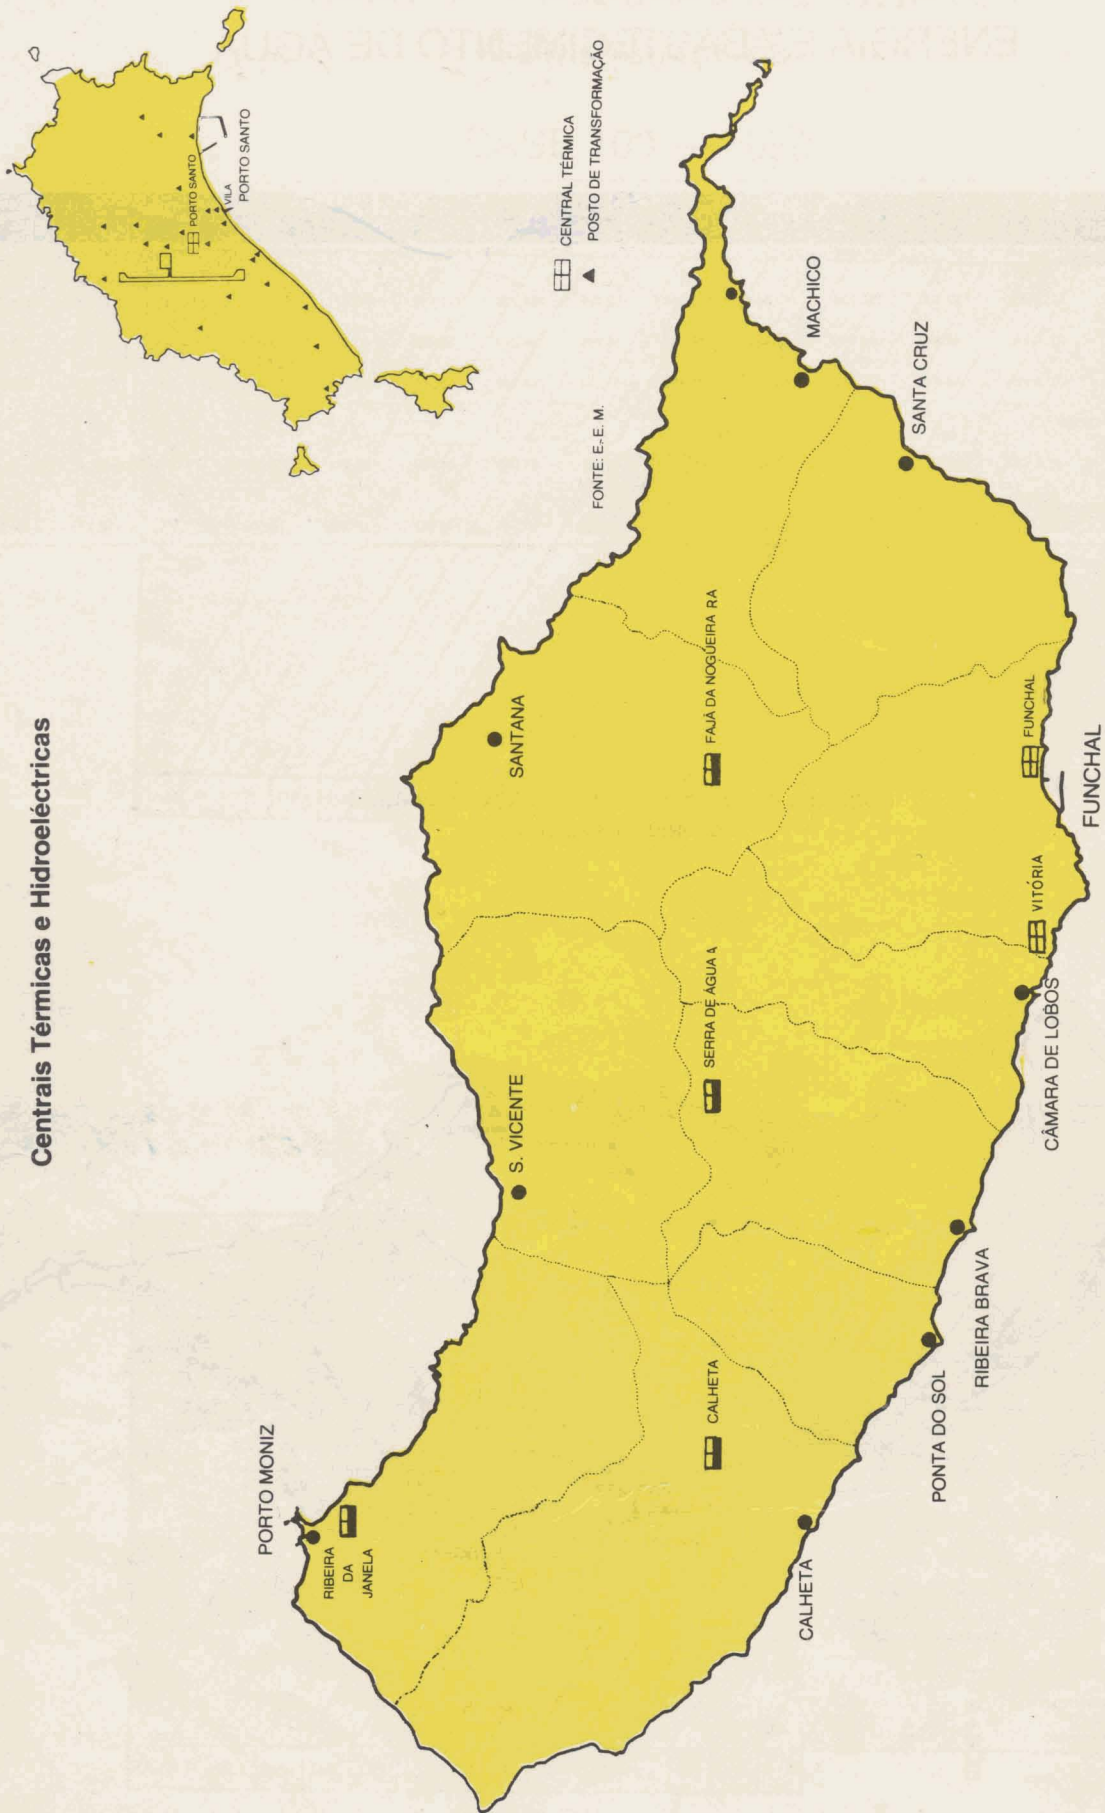 Centrais Térmicas e Hidroeléctricas
PORTO SANTO
VILA
PORTO SANTO
CENTRAL TÉRMICA
POSTO DE TRANSFORMAÇÃO
FONTE: E. E. M.
PORTO MONIZ
RIBEIRA
DA
JANELA
S. VICENTE
SANTANA
CALHETA
SERRA DE ÁGUA
FAJÃ DA NOGUEIRA RA
MACHICO
SANTA CRUZ
CALHETA
PONTA DO SOL
RIBEIRA BRAVA
CÂMARA DE LOBOS
VITÓRIA
FUNCHAL
FUNCHAL